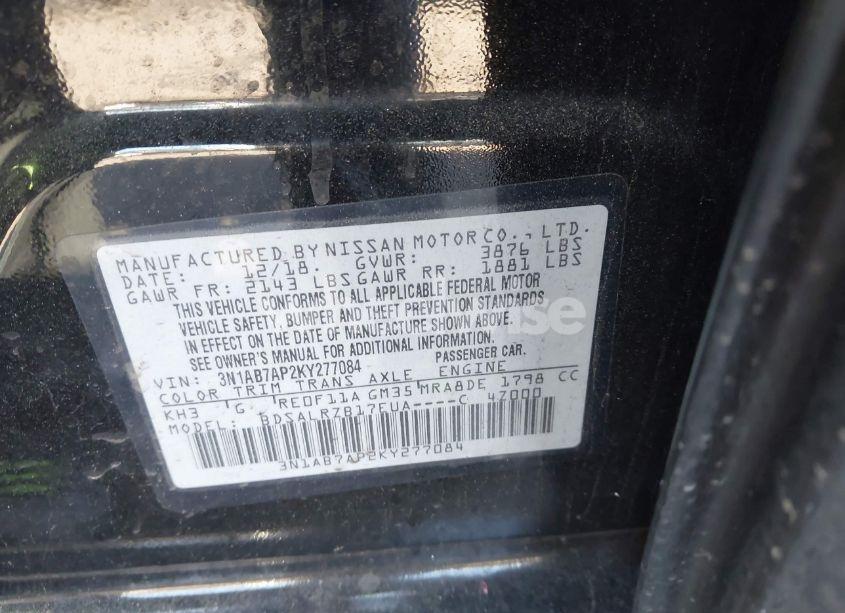 MANUFACTURED BY NISSAN MOTOR CO., LTD.
DATE: 12/18. GVWR: 3876 LBS
GAWR FR: 2143 LBS GAWR RR: 1881 LBS
THIS VEHICLE CONFORMS TO ALL APPLICABLE FEDERAL MOTOR
VEHICLE SAFETY, BUMPER AND THEFT PREVENTION STANDARDS
IN EFFECT ON THE DATE OF MANUFACTURE SHOWN ABOVE.
SEE OWNER'S MANUAL FOR ADDITIONAL INFORMATION.
VIN: 3N1AB7AP2KY277084 PASSENGER CAR.
COLOR TRIM TRANS AXLE ENGINE
KH3 G RE0F11A GM35 MRA8DE 1798 CC
MODEL: BDSALRZB17EUA----C 4Z000
3N1AB7AP2KY277084